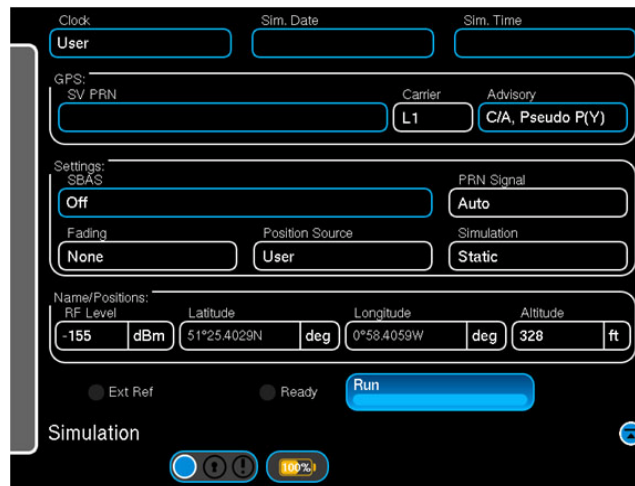 Clock Sim. Date Sim. Time
User
GPS:
SV PRN Carrier Advisory
L1 C/A, Pseudo P(Y)
Settings:
SBAS PRN Signal
Off Auto
Fading Position Source Simulation
None User Static
Name/Positions:
RF Level Latitude Longitude Altitude
-155 dBm 51°25.4029N deg 0°58.4059W deg 328 ft
Ext Ref Ready Run
Simulation
100%